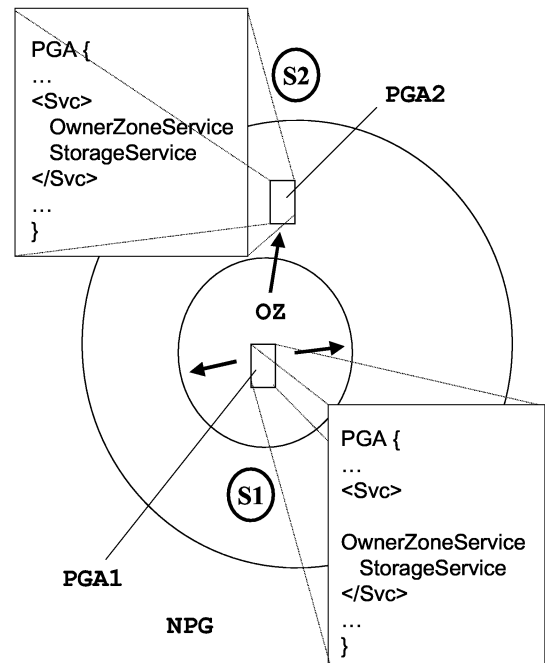 PGA {
…
<Svc>
OwnerZoneService
StorageService
</Svc>
…
}
S2
PGA2
OZ
PGA {
…
<Svc>
OwnerZoneService
StorageService
</Svc>
…
}
S1
PGA1
NPG